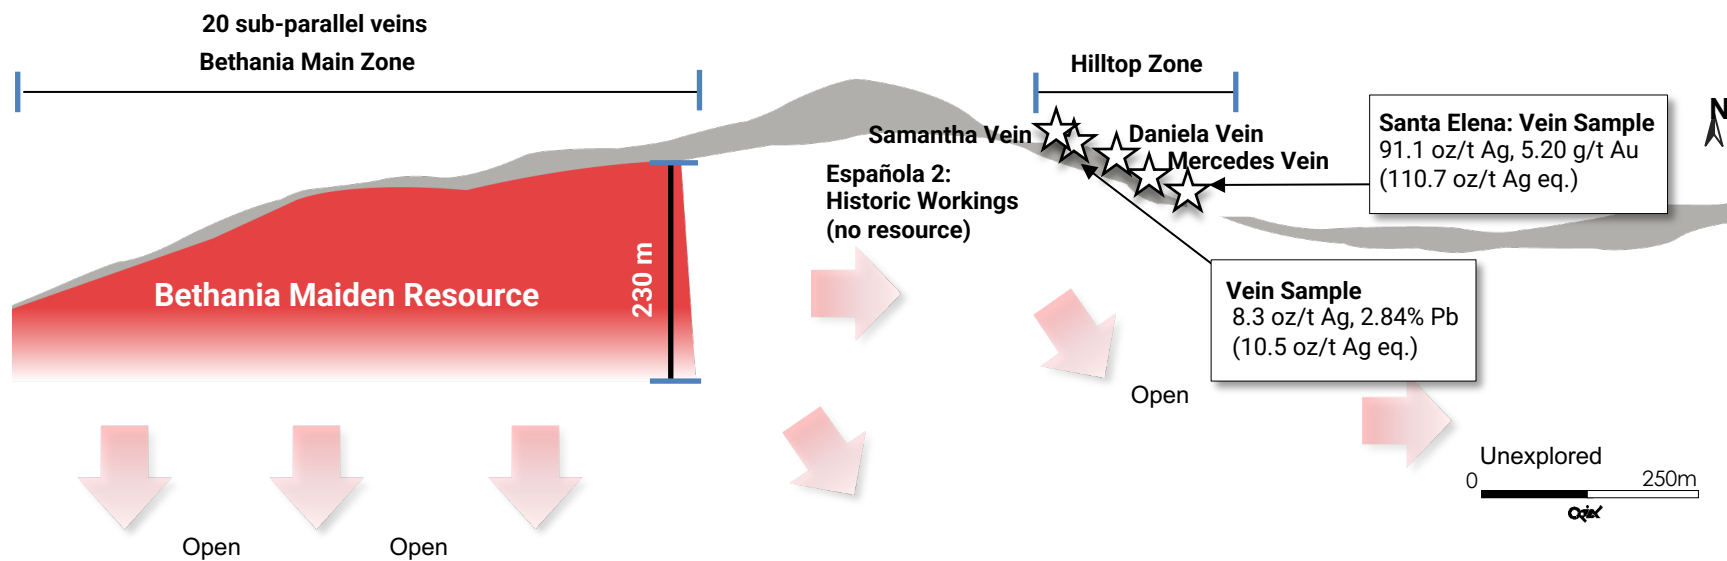 20 sub-parallel veins
Bethania Main Zone
Hilltop Zone
Samantha Vein
Daniela Vein
Mercedes Vein
Santa Elena: Vein Sample
91.1 oz/t Ag, 5.20 g/t Au
(110.7 oz/t Ag eq.)
N
Española 2:
Historic Workings
(no resource)
230 m
Bethania Maiden Resource
Vein Sample
8.3 oz/t Ag, 2.84% Pb
(10.5 oz/t Ag eq.)
Open
Unexplored
0 250m
Open Open